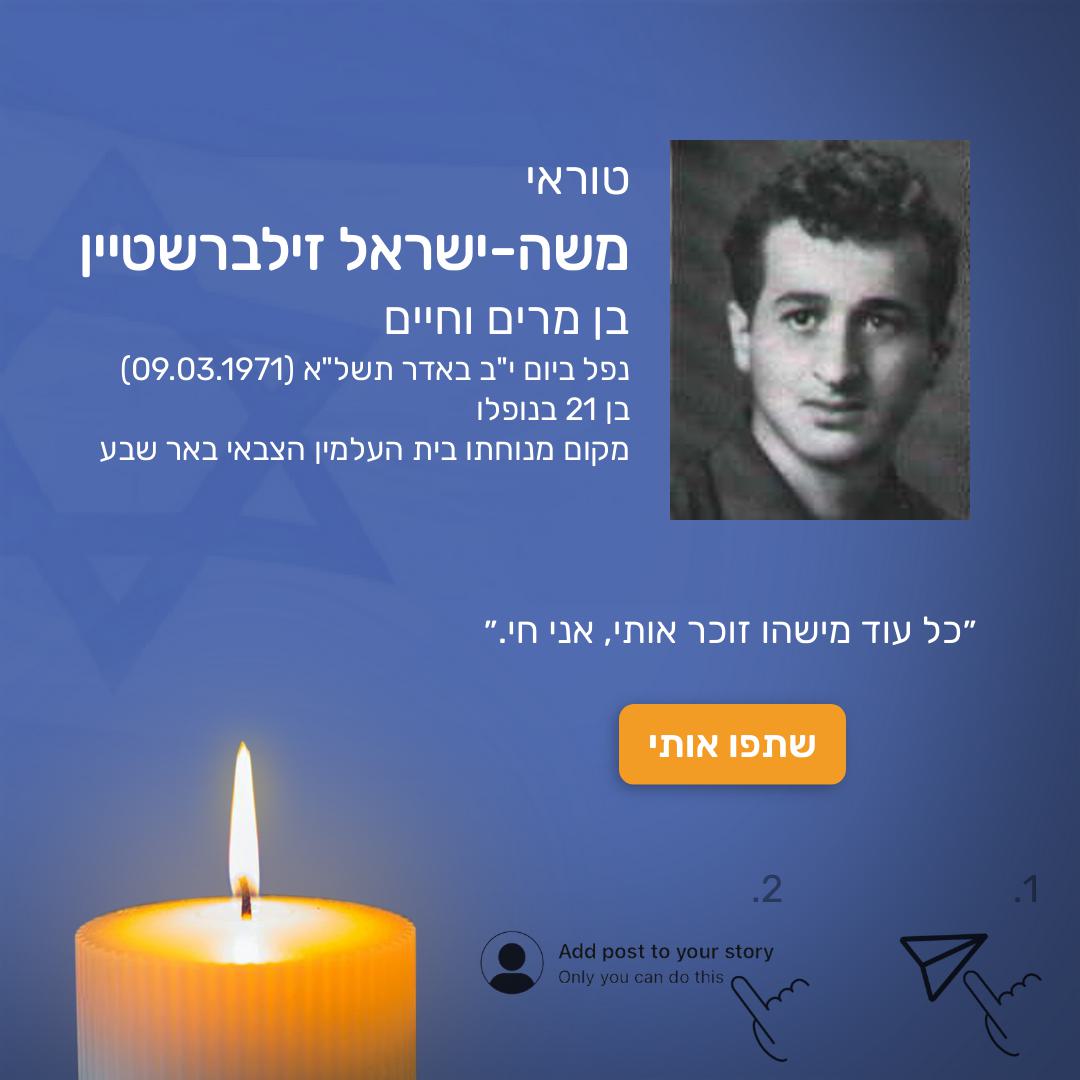 טוראי
משה-ישראל זילברשטיין
בן מרים וחיים
נפל ביום י"ב באדר תשל"א (09.03.1971)
בן 21 בנופלו
מקום מנוחתו בית העלמין הצבאי באר שבע
״כל עוד מישהו זוכר אותי, אני חי.״
שתפו אותי
1.
2.
Add post to your story
Only you can do this